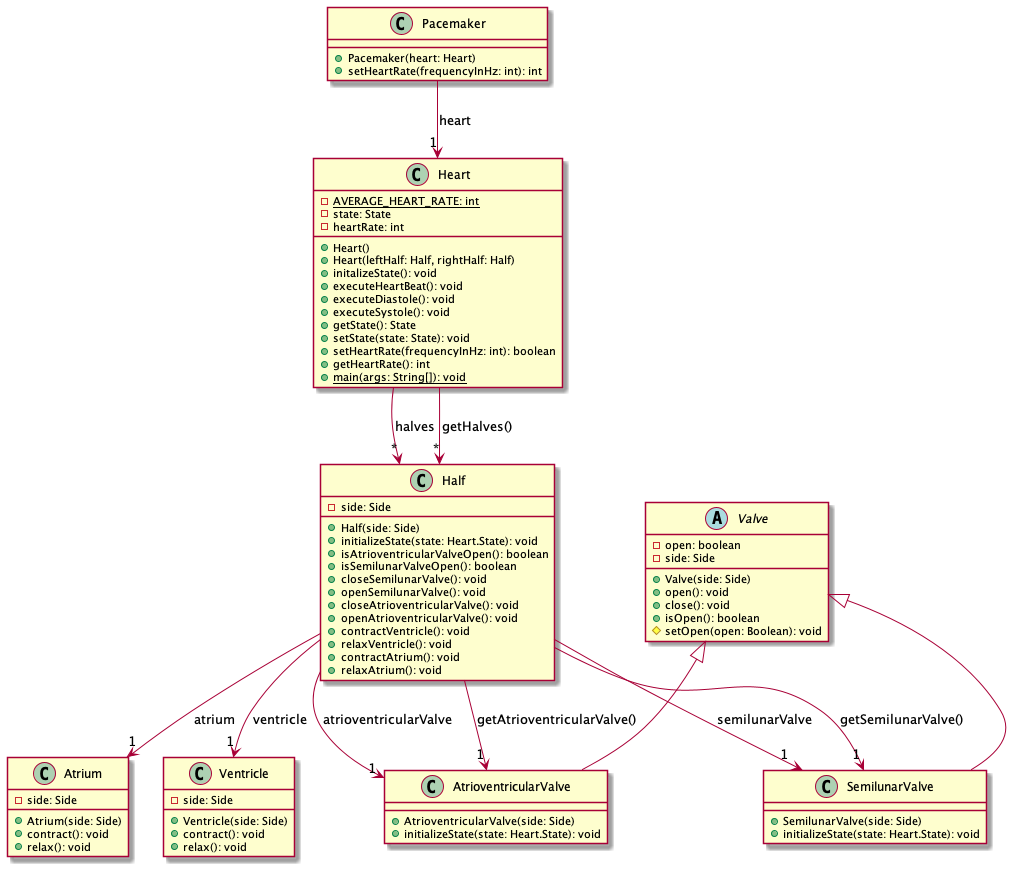 C Pacemaker
Pacemaker(heart: Heart)
setHeartRate(frequencyInHz: int): int
heart
1
C Heart
AVERAGE_HEART_RATE: int
state: State
heartRate: int
Heart()
Heart(leftHalf: Half, rightHalf: Half)
initalizeState(): void
executeHeartBeat(): void
executeDiastole(): void
executeSystole(): void
getState(): State
setState(state: State): void
setHeartRate(frequencyInHz: int): boolean
getHeartRate(): int
main(args: String[]): void
halves
getHalves()
*
*
C Half
side: Side
Half(side: Side)
initializeState(state: Heart.State): void
isAtrioventricularValveOpen(): boolean
isSemilunarValveOpen(): boolean
closeSemilunarValve(): void
openSemilunarValve(): void
closeAtrioventricularValve(): void
openAtrioventricularValve(): void
contractVentricle(): void
relaxVentricle(): void
contractAtrium(): void
relaxAtrium(): void
A Valve
open: boolean
side: Side
Valve(side: Side)
open(): void
close(): void
isOpen(): boolean
setOpen(open: Boolean): void
atrium
ventricle
atrioventricularValve
getAtrioventricularValve()
semilunarValve
getSemilunarValve()
1
1
1
1
1
1
C Atrium
side: Side
Atrium(side: Side)
contract(): void
relax(): void
C Ventricle
side: Side
Ventricle(side: Side)
contract(): void
relax(): void
C AtrioventricularValve
AtrioventricularValve(side: Side)
initializeState(state: Heart.State): void
C SemilunarValve
SemilunarValve(side: Side)
initializeState(state: Heart.State): void